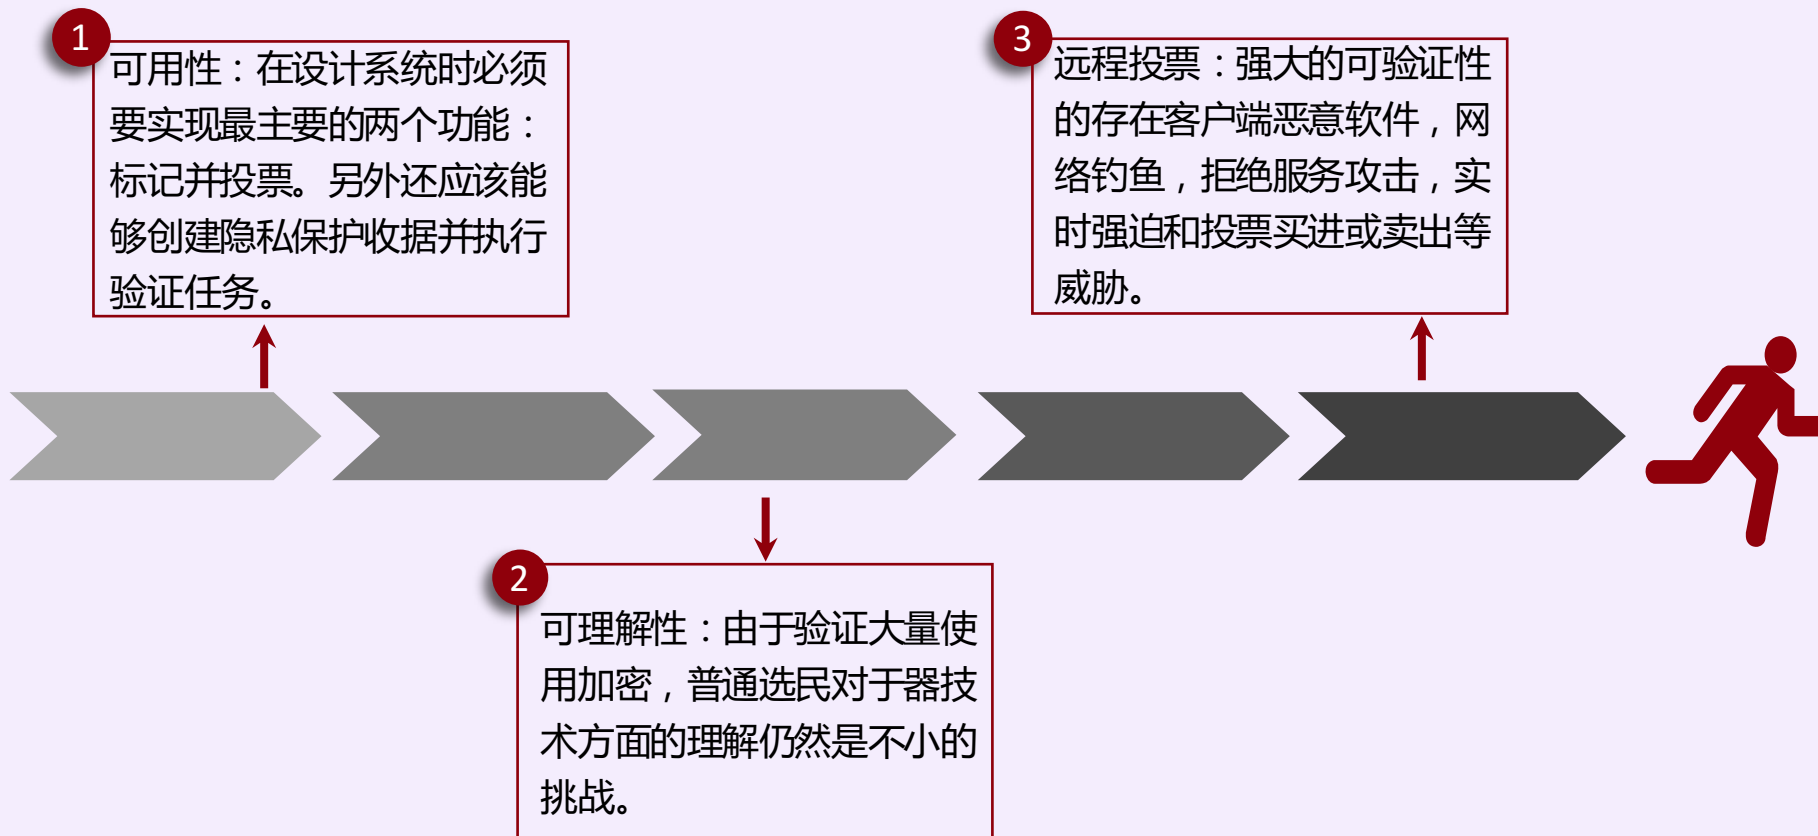 1
可用性：在设计系统时必须
要实现最主要的两个功能：
标记并投票。另外还应该能
够创建隐私保护收据并执行
验证任务。
2
可理解性：由于验证大量使
用加密，普通选民对于器技
术方面的理解仍然是不小的
挑战。
3
远程投票：强大的可验证性
的存在客户端恶意软件，网
络钓鱼，拒绝服务攻击，实
时强迫和投票买进或卖出等
威胁。